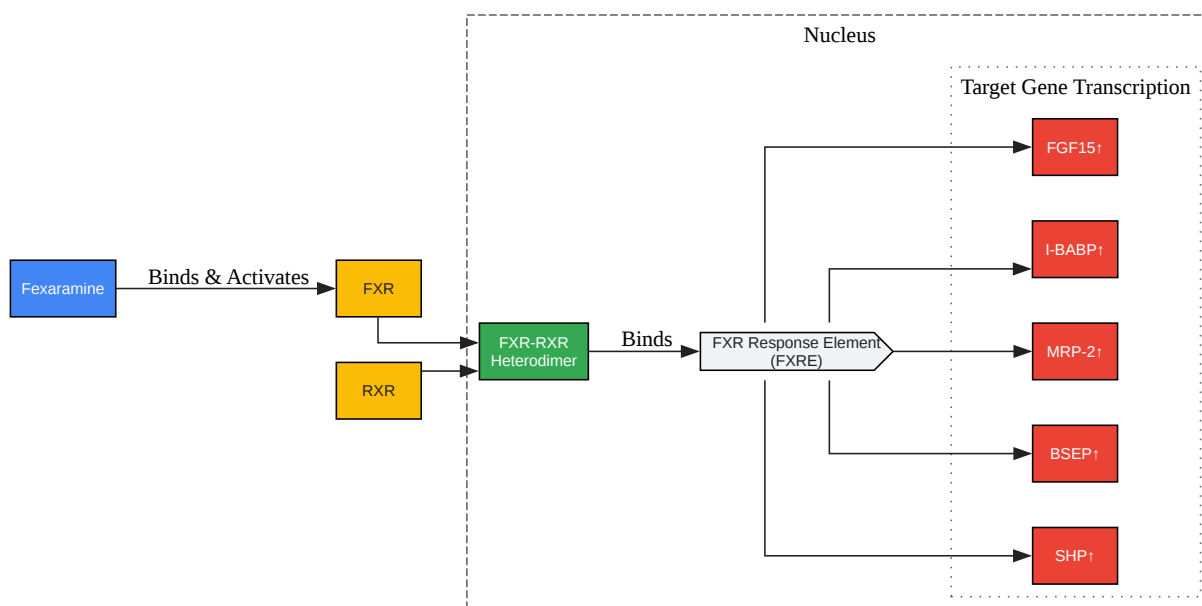 Nucleus
Target Gene Transcription
FGF15↑
I-BABP↑
Fexaramine
Binds & Activates
FXR
RXR
FXR-RXR
Heterodimer
Binds
FXR Response Element
(FXRE)
MRP-2↑
BSEP↑
SHP↑